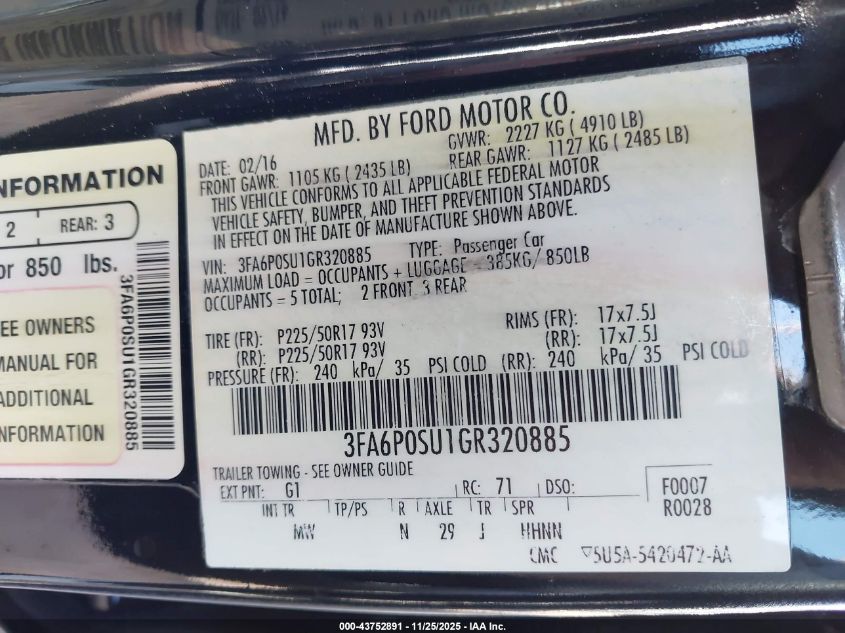 NFORMATION
2 REAR: 3
or 850 lbs.
EE OWNERS
MANUAL FOR
ADDITIONAL
NFORMATION
3FA6P0SU1GR320885
MFD. BY FORD MOTOR CO.
DATE: 02/16 GVWR: 2227 KG ( 4910 LB)
FRONT GAWR: 1105 KG ( 2435 LB) REAR GAWR: 1127 KG ( 2485 LB)
THIS VEHICLE CONFORMS TO ALL APPLICABLE FEDERAL MOTOR
VEHICLE SAFETY, BUMPER, AND THEFT PREVENTION STANDARDS
IN EFFECT ON THE DATE OF MANUFACTURE SHOWN ABOVE.
VIN: 3FA6P0SU1GR320885 TYPE: Passenger Car
MAXIMUM LOAD = OCCUPANTS + LUGGAGE 385KG/ 850LB
OCCUPANTS = 5 TOTAL; 2 FRONT 3 REAR
TIRE (FR): P225/50R17 93V RIMS (FR): 17x7.5J
(RR): P225/50R17 93V (RR): 17x7.5J
PRESSURE (FR): 240 kPa/ 35 PSI COLD (RR): 240 kPa/ 35 PSI COLD
3FA6P0SU1GR320885
TRAILER TOWING - SEE OWNER GUIDE
EXT PNT: G1 RC: 71 DSO: F0007
INT TR TP/PS R AXLE TR SPR R0028
MW N 29 J HHNN
CMC 5U5A-5420472-AA
000-43752891 - 11/25/2025 - IAA Inc.